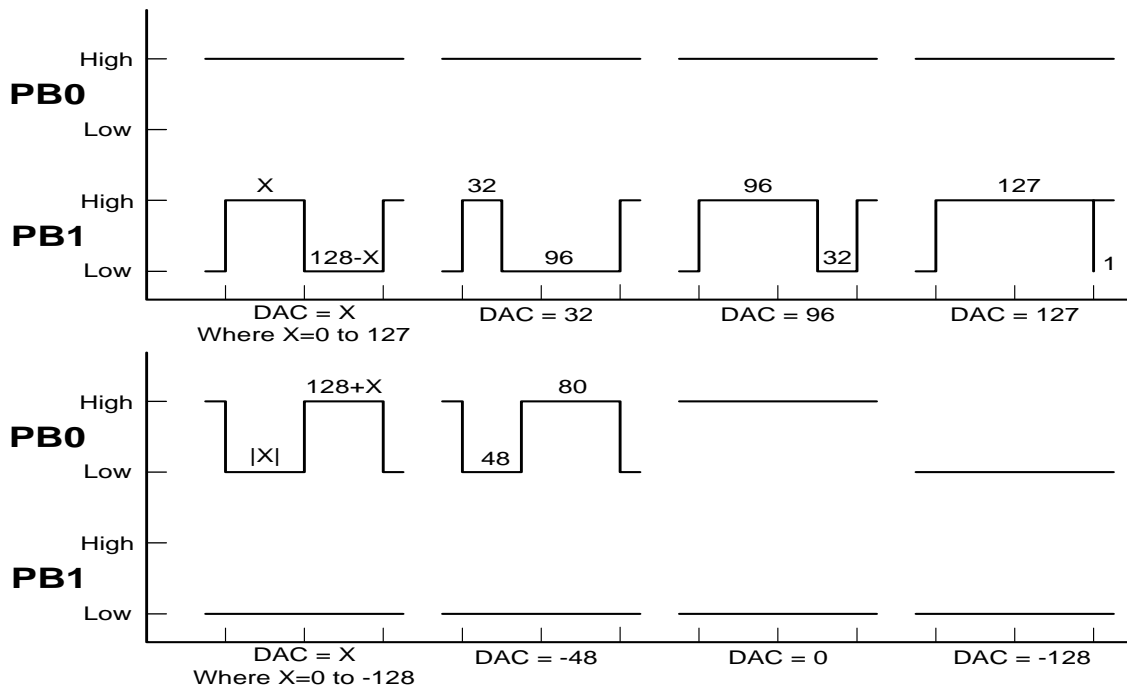 High
PB0
Low
X 32 96 127
High
PB1
128-X 96 32 1
Low
DAC = X DAC = 32 DAC = 96 DAC = 127
Where X=0 to 127
128+X 80
High
PB0
|X| 48
Low
High
PB1
Low
DAC = X DAC = -48 DAC = 0 DAC = -128
Where X=0 to -128